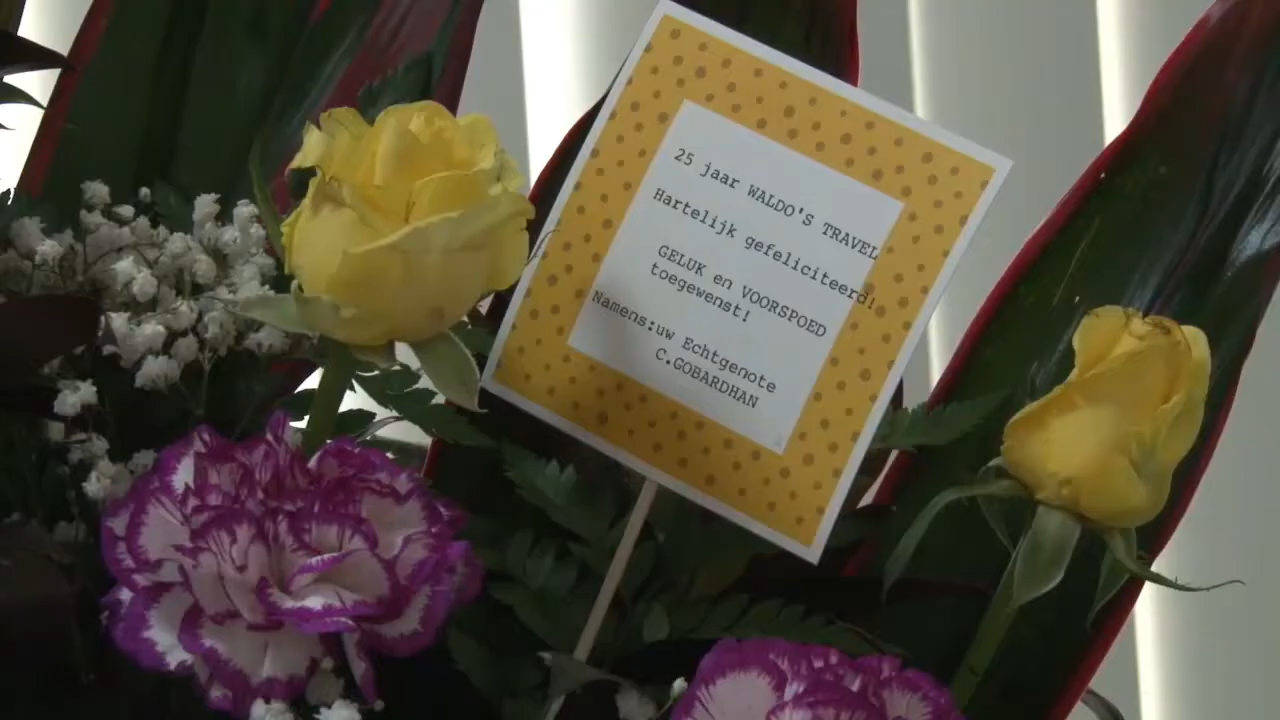 25 jaar WALDO'S TRAVEL
Hartelijk gefeliciteerd!
GELUK en VOORSPOED
toegewenst!
Namens:uw Echtgenote
C.GOBARDHAN